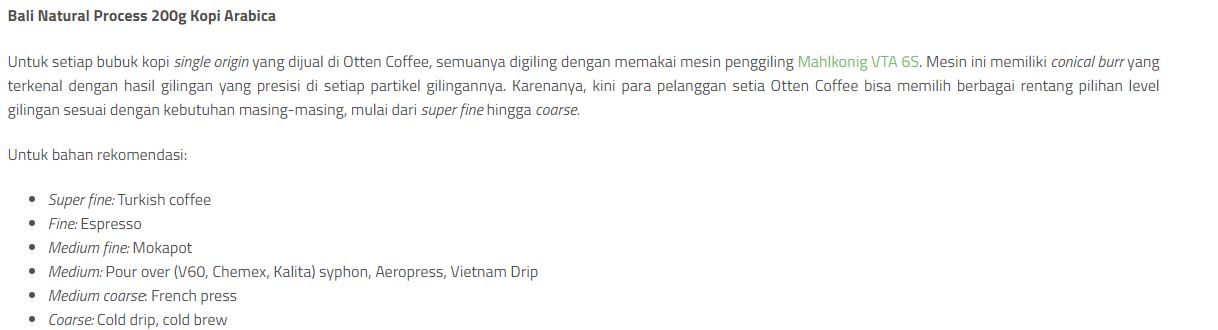 Bali Natural Process 200g Kopi Arabica
Untuk setiap bubuk kopi single origin yang dijual di Otten Coffee, semuanya digiling dengan memakai mesin penggiling Mahlkonig VTA 6S. Mesin ini memiliki conical burr yang
terkenal dengan hasil gilingan yang presisi di setiap partikel gilingannya. Karenanya, kini para pelanggan setia Otten Coffee bisa memilih berbagai rentang pilihan level
gilingan sesuai dengan kebutuhan masing-masing, mulai dari super fine hingga coarse.
Untuk bahan rekomendasi:
• Super fine: Turkish coffee
• Fine: Espresso
• Medium fine: Mokapot
• Medium: Pour over (V60, Chemex, Kalita) syphon, Aeropress, Vietnam Drip
• Medium coarse: French press
• Coarse: Cold drip, cold brew